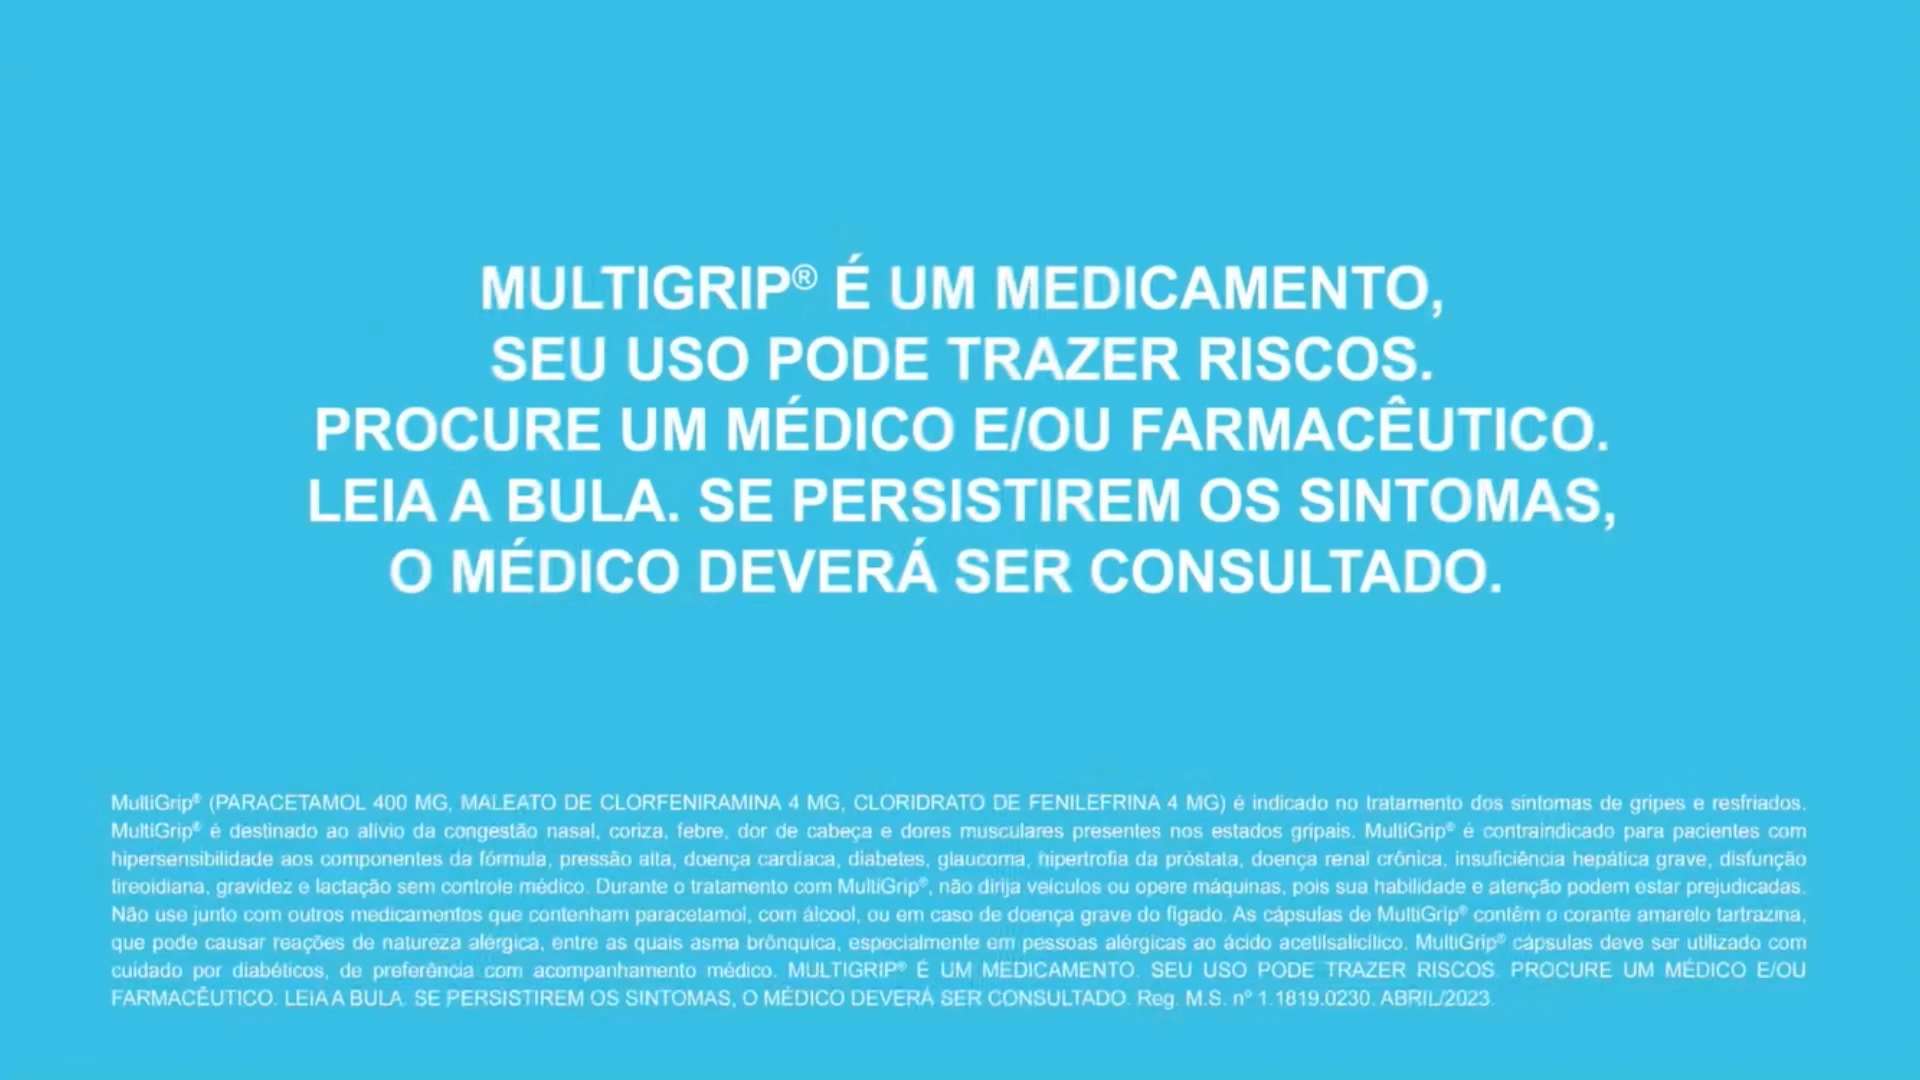 MULTIGRIP® É UM MEDICAMENTO,
SEU USO PODE TRAZER RISCOS.
PROCURE UM MÉDICO E/OU FARMACÊUTICO.
LEIA A BULA. SE PERSISTIREM OS SINTOMAS,
O MÉDICO DEVERÁ SER CONSULTADO.
MultiGrip® (PARACETAMOL 400 MG, MALEATO DE CLORFENIRAMINA 4 MG, CLORIDRATO DE FENILEFRINA 4 MG) é indicado no tratamento dos sintomas de gripes e resfriados.
MultiGrip® é destinado ao alívio da congestão nasal, coriza, febre, dor de cabeça e dores musculares presentes nos estados gripais. MultiGrip® é contraindicado para pacientes com
hipersensibilidade aos componentes da fórmula, pressão alta, doença cardíaca, diabetes, glaucoma, hipertrofia da próstata, doença renal crônica, insuficiência hepática grave, disfunção
tireoidiana, gravidez e lactação sem controle médico. Durante o tratamento com MultiGrip®, não dirija veículos ou opere máquinas, pois sua habilidade e atenção podem estar prejudicadas.
Não use junto com outros medicamentos que contenham paracetamol, com álcool, ou em caso de doença grave do fígado. As cápsulas de MultiGrip® contêm o corante amarelo tartrazina,
que pode causar reações de natureza alérgica, entre as quais asma brônquica, especialmente em pessoas alérgicas ao ácido acetilsalicílico. MultiGrip® cápsulas deve ser utilizado com
cuidado por diabéticos, de preferência com acompanhamento médico. MULTIGRIP® É UM MEDICAMENTO. SEU USO PODE TRAZER RISCOS. PROCURE UM MÉDICO E/OU
FARMACÊUTICO. LEIA A BULA. SE PERSISTIREM OS SINTOMAS, O MÉDICO DEVERÁ SER CONSULTADO. Reg. M.S. nº 1.1819.0230. ABRIL/2023.